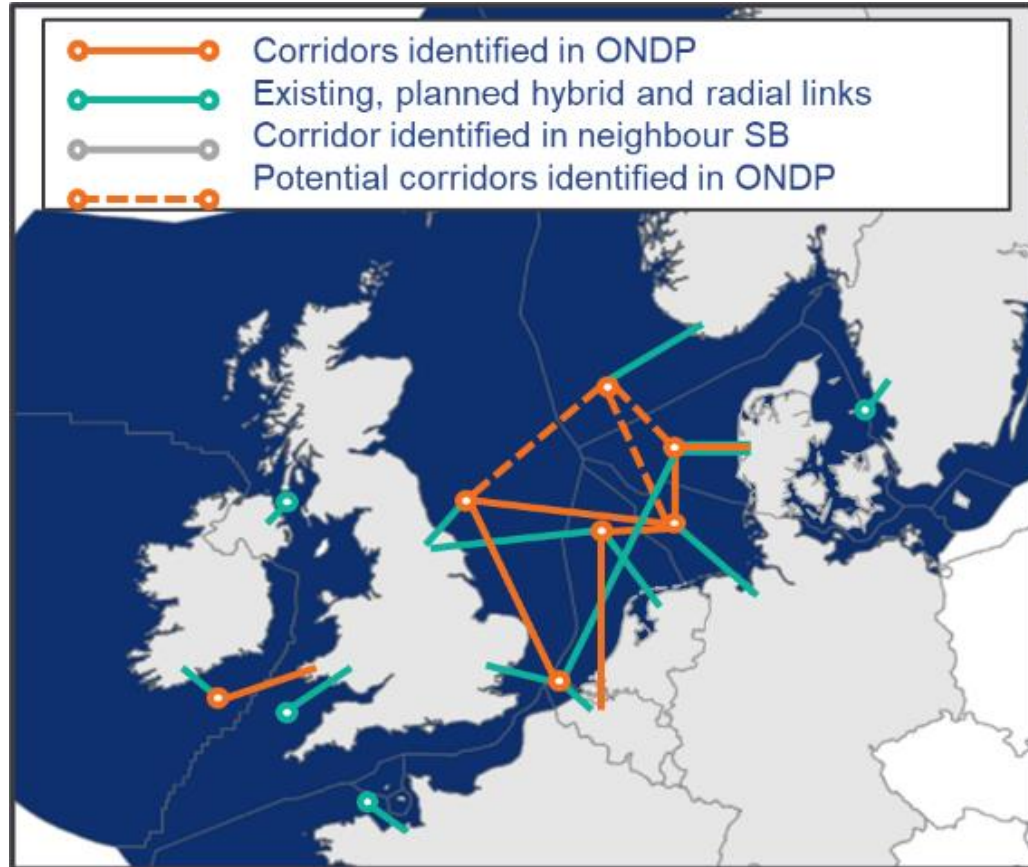 Corridors identified in ONDP
Existing, planned hybrid and radial links
Corridor identified in neighbour SB
Potential corridors identified in ONDP